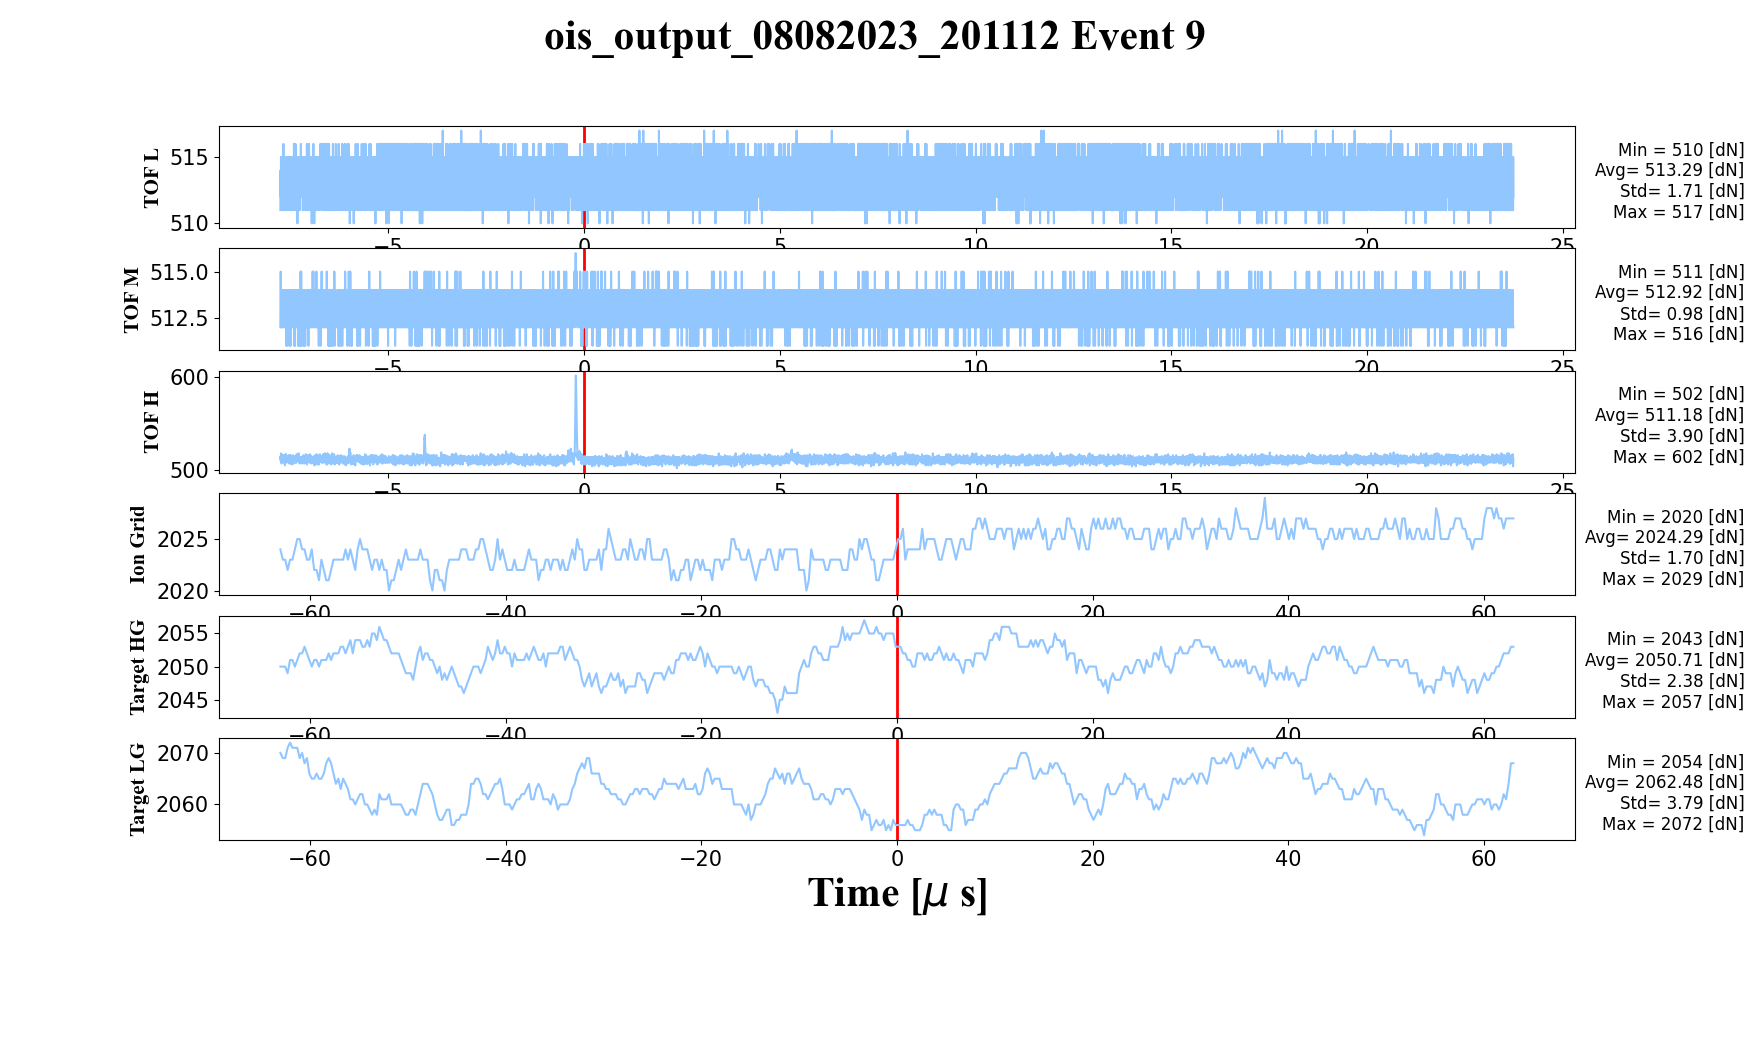 ois_output_08082023_201112 Event 9
TOF L
515
510
Min = 510 [dN]
Avg= 513.29 [dN]
Std= 1.71 [dN]
Max = 517 [dN]
−5 0 5 10 15 20 25
TOF M
515.0
512.5
Min = 511 [dN]
Avg= 512.92 [dN]
Std= 0.98 [dN]
Max = 516 [dN]
−5 0 5 10 15 20 25
TOF H
600
500
Min = 502 [dN]
Avg= 511.18 [dN]
Std= 3.90 [dN]
Max = 602 [dN]
−5 0 5 10 15 20 25
Ion Grid
2025
2020
Min = 2020 [dN]
Avg= 2024.29 [dN]
Std= 1.70 [dN]
Max = 2029 [dN]
−60 −40 −20 0 20 40 60
Target HG
2055
2050
2045
Min = 2043 [dN]
Avg= 2050.71 [dN]
Std= 2.38 [dN]
Max = 2057 [dN]
−60 −40 −20 0 20 40 60
Target LG
2070
2060
Min = 2054 [dN]
Avg= 2062.48 [dN]
Std= 3.79 [dN]
Max = 2072 [dN]
−60 −40 −20 0 20 40 60
Time [μ s]